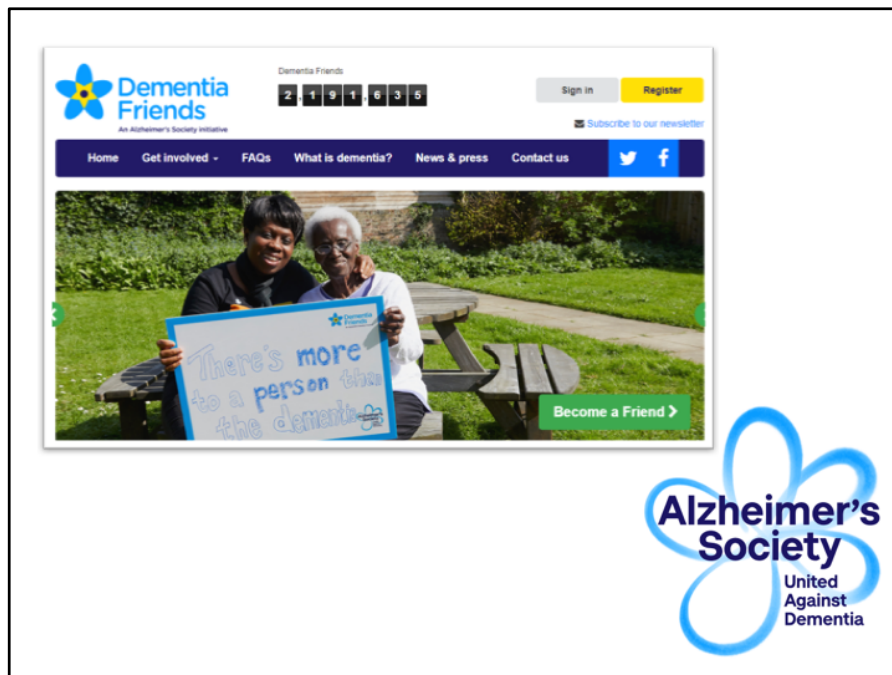 Dementia Friends
2,191,635
Sign in
Register
Dementia
Friends
An Alzheimer's Society initiative
Subscribe to our newsletter
Home Get involved FAQs What is dementia? News & press Contact us
Dementia
Friends
There's more
to a person than
the dementia
Become a Friend
Alzheimer's
Society
United
Against
Dementia